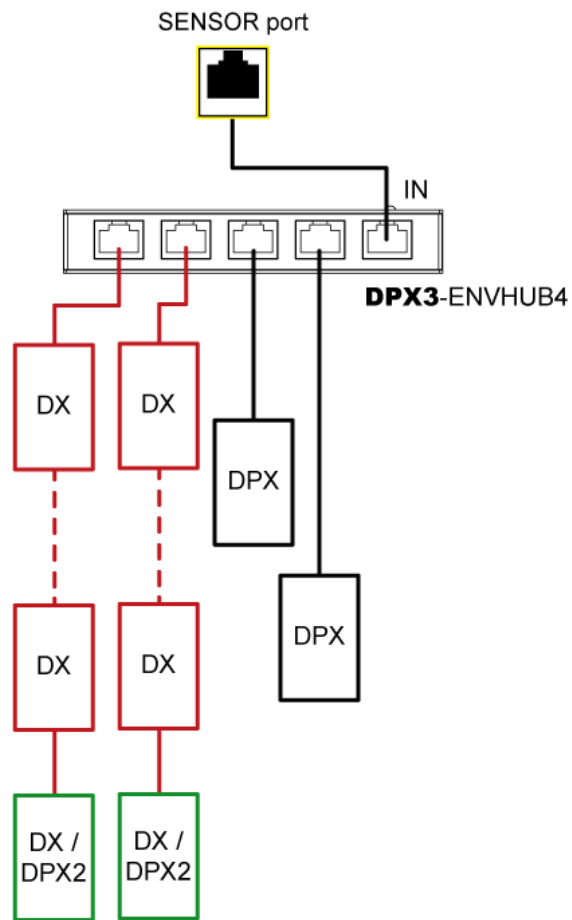 SENSOR port
IN
DPX3-ENVHUB4
DX
DX
DPX
DPX
DX
DX
DX /
DPX2
DX /
DPX2